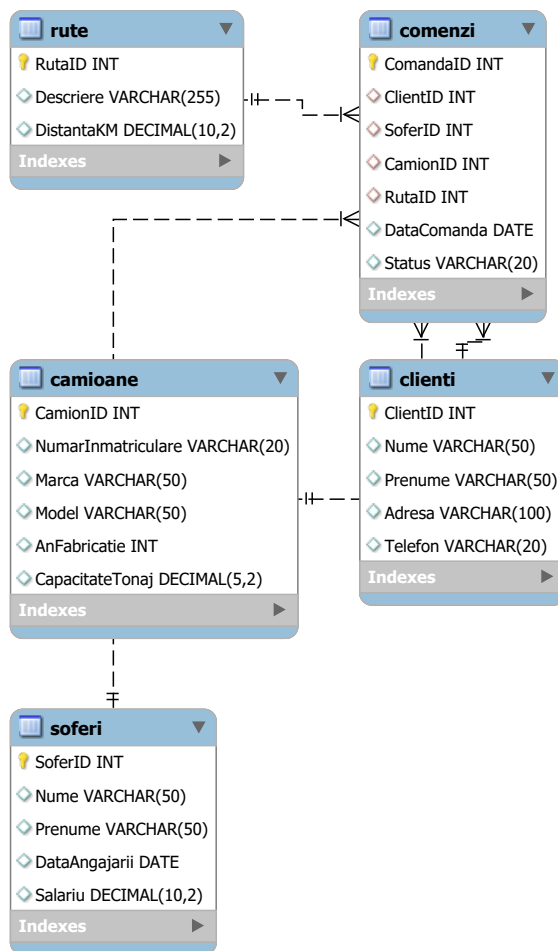 rute
RutaID INT
Descriere VARCHAR(255)
DistantaKM DECIMAL(10,2)
Indexes
comenzi
ComandaID INT
ClientID INT
SoferID INT
CamionID INT
RutaID INT
DataComanda DATE
Status VARCHAR(20)
Indexes
camioane
CamionID INT
NumarInmatriculare VARCHAR(20)
Marca VARCHAR(50)
Model VARCHAR(50)
AnFabricatie INT
CapacitateTonaj DECIMAL(5,2)
Indexes
clienti
ClientID INT
Nume VARCHAR(50)
Prenume VARCHAR(50)
Adresa VARCHAR(100)
Telefon VARCHAR(20)
Indexes
soferi
SoferID INT
Nume VARCHAR(50)
Prenume VARCHAR(50)
DataAngajarii DATE
Salariu DECIMAL(10,2)
Indexes